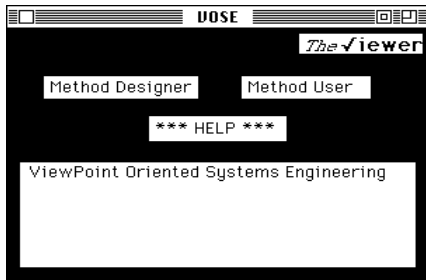 VOSE
The √iewer
Method Designer Method User
*** HELP ***
ViewPoint Oriented Systems Engineering